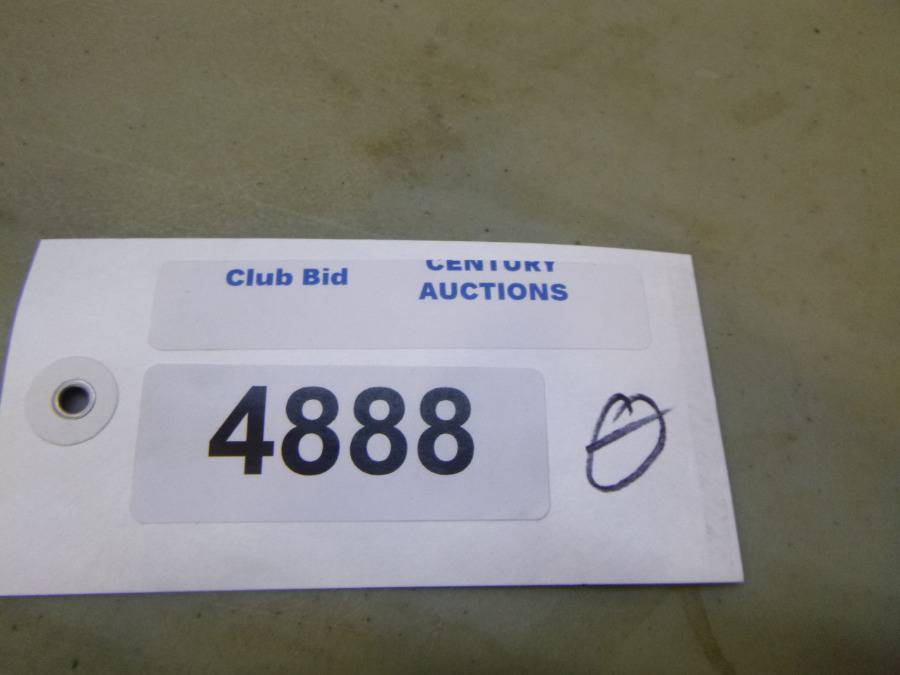 Club Bid
CENTURY
AUCTIONS
4888